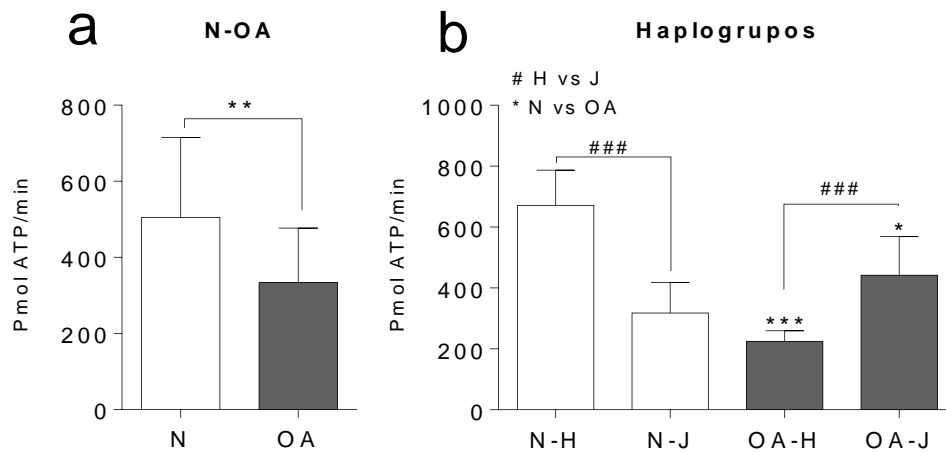 a
N-OA
**
800
600
400
200
0
Pmol ATP/min
N
OA
b
Haplogrupos
# H vs J
* N vs OA
1000
800
600
400
200
0
Pmol ATP/min
###
###
*
***
N-H
N-J
OA-H
OA-J